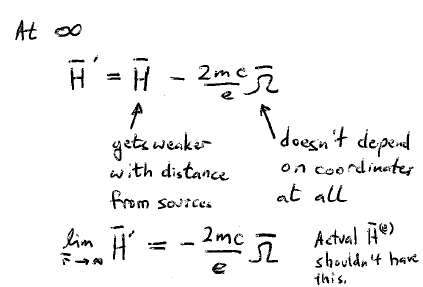 At ∞
H̄′ = H̄ − 2mc/e Ω̄
gets weaker with distance from sources
doesn't depend on coordinates at all
lim r̄→∞ H̄′ = − 2mc/e Ω̄
Actual H̄⁽ᵉ⁾ shouldn't have this.